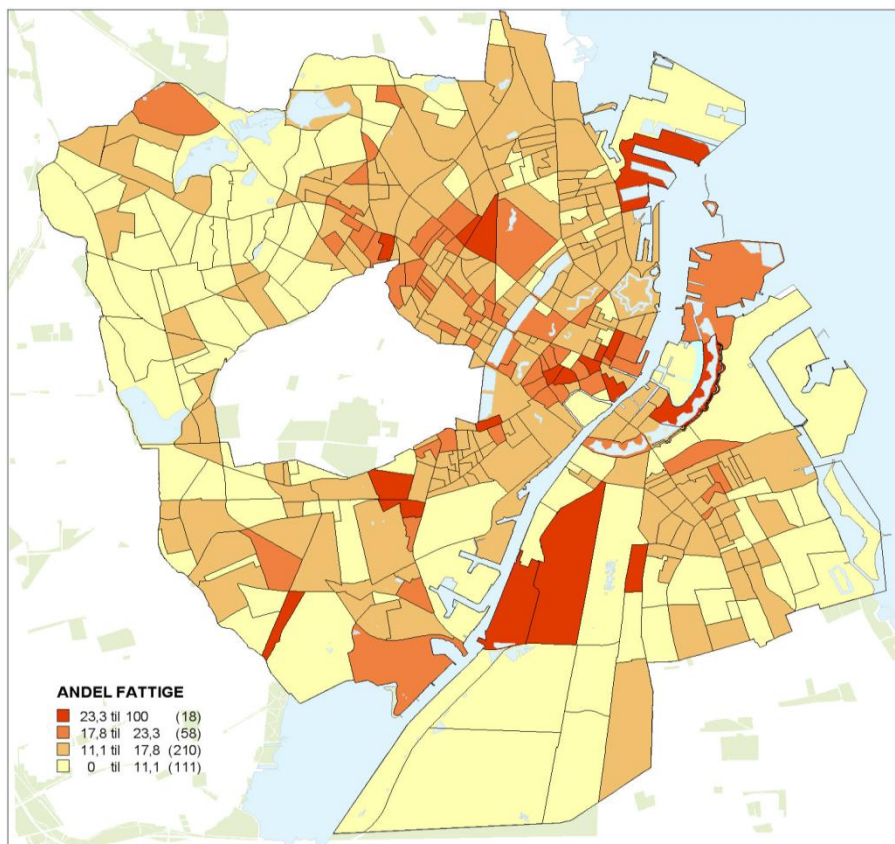 ANDEL FATTIGE
23,3 til 100 (18)
17,8 til 23,3 (58)
11,1 til 17,8 (210)
0 til 11,1 (111)